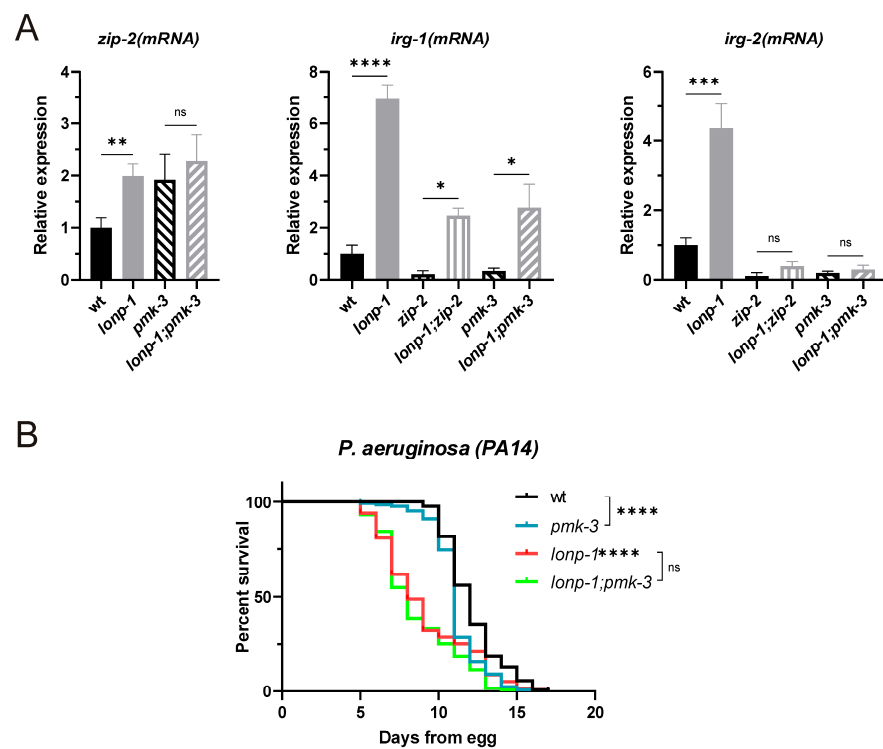 A
zip-2(mRNA)
Relative expression
4
3
2
1
0
**
ns
wt
lonp-1
pmk-3
lonp-1;pmk-3
irg-1(mRNA)
Relative expression
8
6
4
2
0
****
*
*
wt
lonp-1
zip-2
lonp-1;zip-2
pmk-3
lonp-1;pmk-3
irg-2(mRNA)
Relative expression
6
4
2
0
***
ns
ns
wt
lonp-1
zip-2
lonp-1;zip-2
pmk-3
lonp-1;pmk-3
B
P. aeruginosa (PA14)
Percent survival
100
50
0
0
5
10
15
20
Days from egg
wt
pmk-3
****
lonp-1****
lonp-1;pmk-3
ns